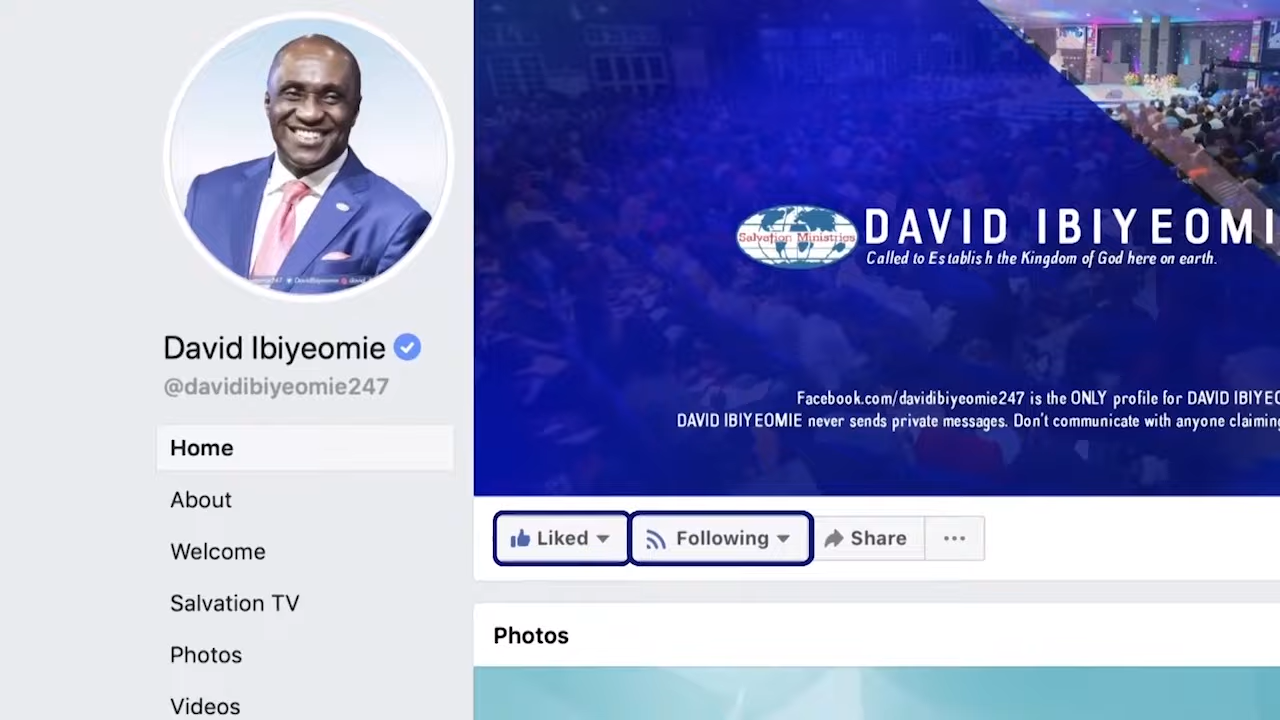 Salvation Ministries
DAVID IBIYEOMI
Called to Establish the Kingdom of God here on earth.
David Ibiyeomie
@davidibiyeomie247
Facebook.com/davidibiyeomie247 is the ONLY profile for DAVID IBIYEO
DAVID IBIYEOMIE never sends private messages. Don't communicate with anyone claiming
Home
About
Welcome
Salvation TV
Photos
Videos
Liked
Following
Share
Photos